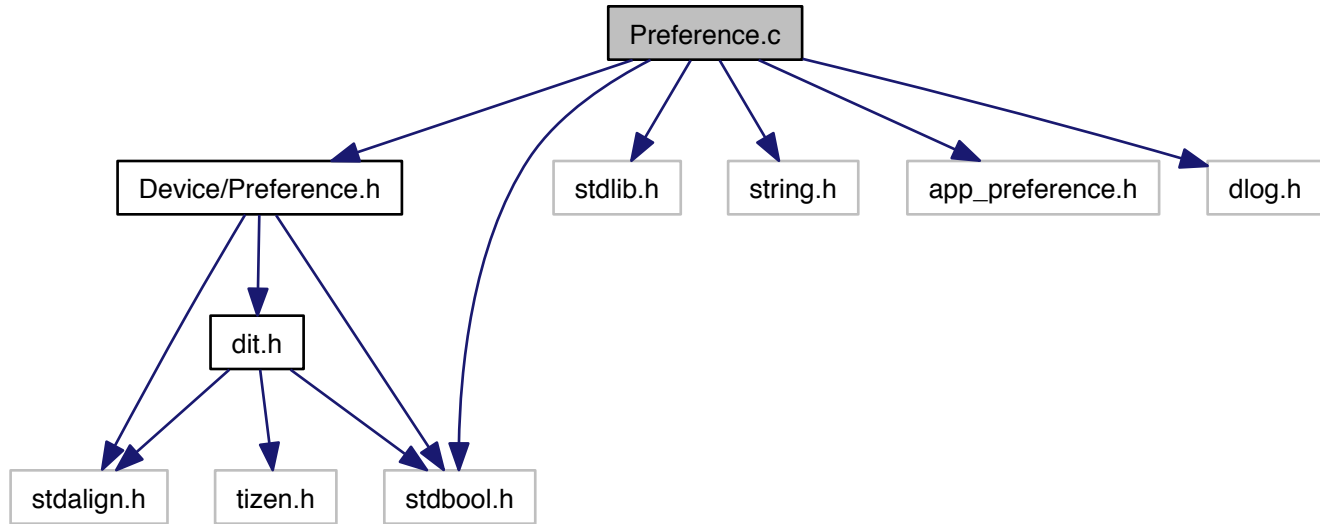 Preference.c
Device/Preference.h
stdlib.h
string.h
app_preference.h
dlog.h
dit.h
stdalign.h
tizen.h
stdbool.h